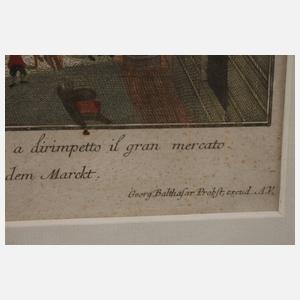 a dirimpetto il gran mercato
dem Marckt.
Georg Balthasar Probst, excud. A.V.